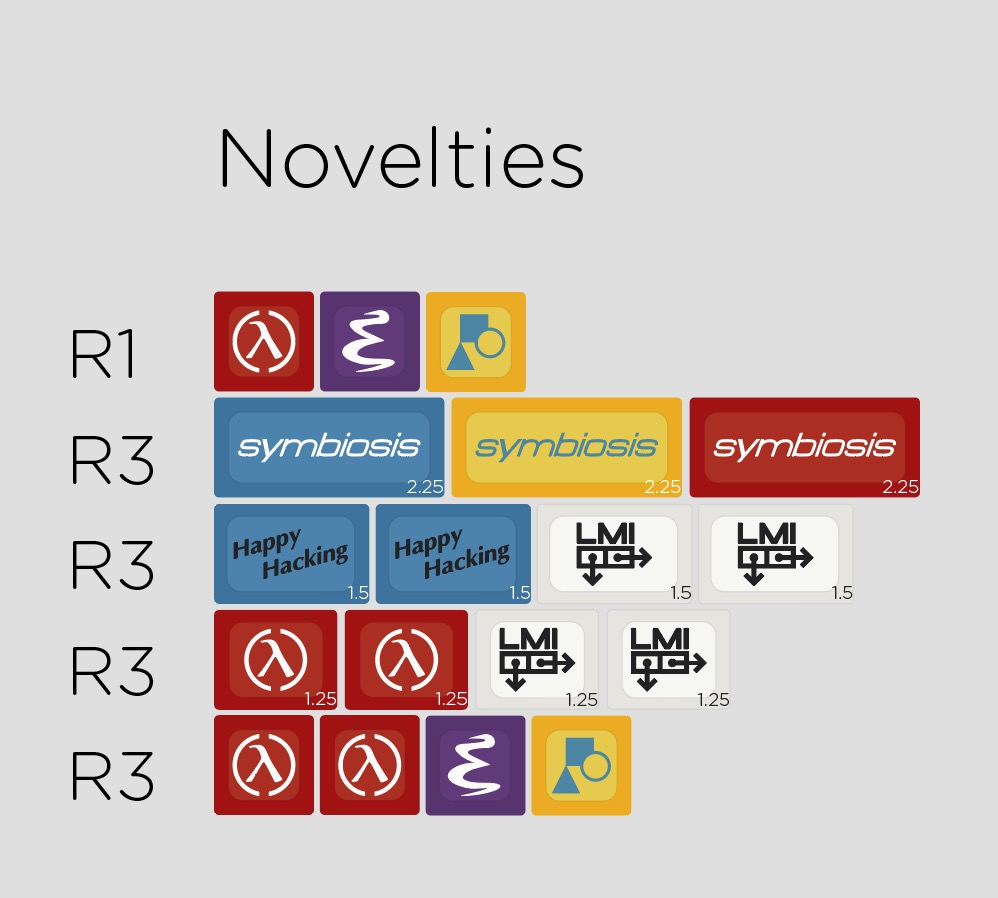 Novelties
R1 λ
R3 symbiosis 2.25 symbiosis 2.25 symbiosis 2.25
R3 Happy Hacking 1.5 Happy Hacking 1.5 LMI 1.5 LMI 1.5
R3 λ 1.25 λ 1.25 LMI 1.25 LMI 1.25
R3 λ λ